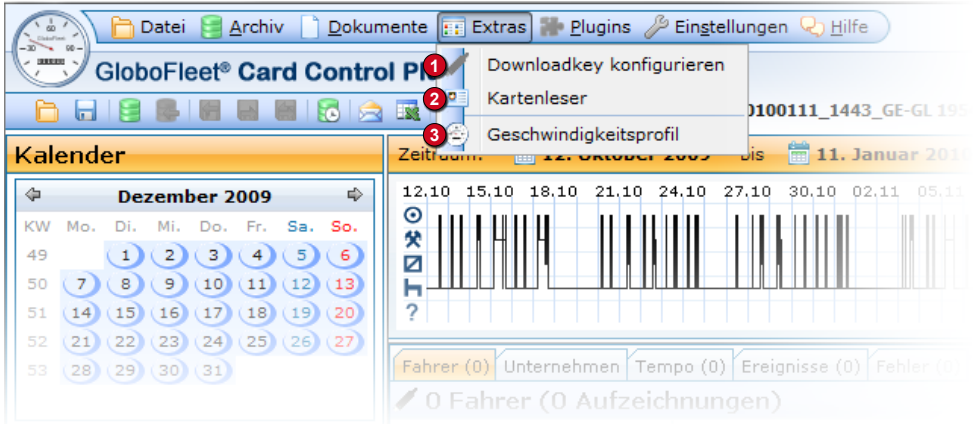 Datei Archiv Dokumente Extras Plugins Einstellungen Hilfe
GloboFleet® Card Control
1 Downloadkey konfigurieren
2 Kartenleser
0100111_1443_GE-GL 195
3 Geschwindigkeitsprofil
Kalender
Zeitraum: 12. Oktober 2009 bis 11. Januar 2010
Dezember 2009
KW Mo. Di. Mi. Do. Fr. Sa. So.
49 1 2 3 4 5 6
50 7 8 9 10 11 12 13
51 14 15 16 17 18 19 20
52 21 22 23 24 25 26 27
53 28 29 30 31
12.10 15.10 18.10 21.10 24.10 27.10 30.10 02.11 05.11
?
Fahrer (0) Unternehmen Tempo (0) Ereignisse (0) Fehler (0)
0 Fahrer (0 Aufzeichnungen)